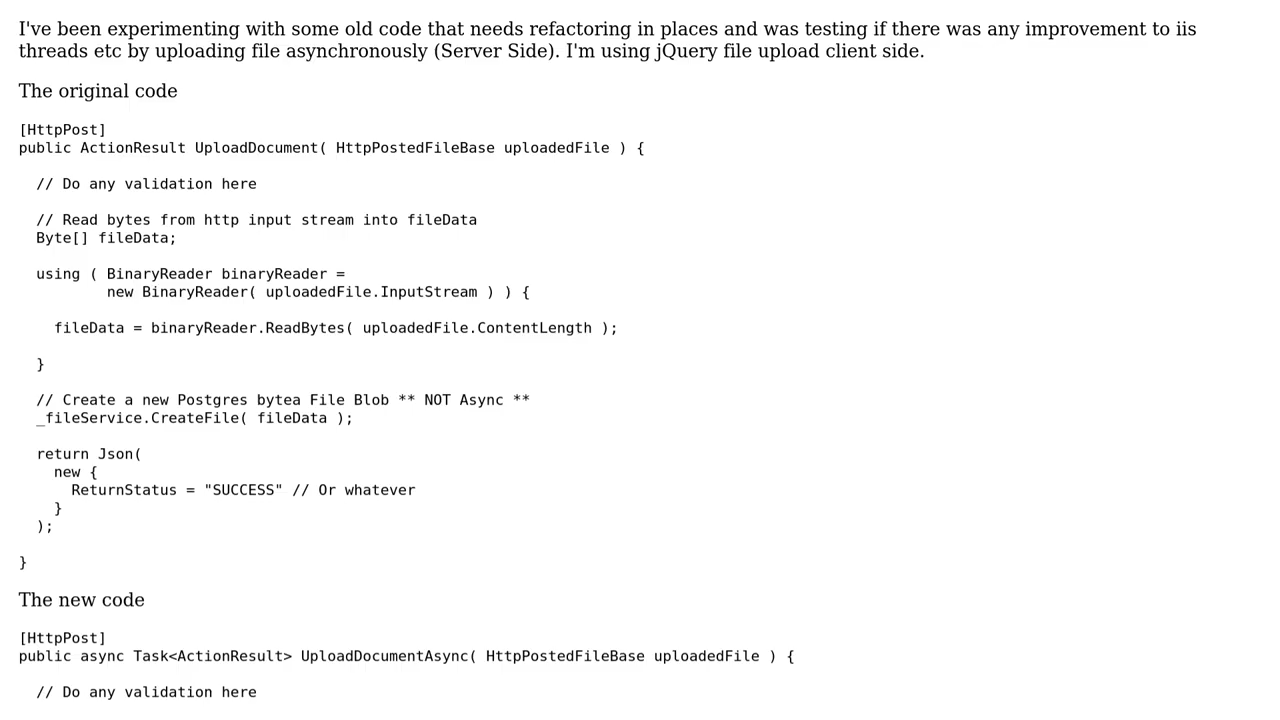 I've been experimenting with some old code that needs refactoring in places and was testing if there was any improvement to iis
threads etc by uploading file asynchronously (Server Side). I'm using jQuery file upload client side.
The original code
[HttpPost]
public ActionResult UploadDocument( HttpPostedFileBase uploadedFile ) {
  // Do any validation here
  // Read bytes from http input stream into fileData
  Byte[] fileData;
  using ( BinaryReader binaryReader =
          new BinaryReader( uploadedFile.InputStream ) ) {
    fileData = binaryReader.ReadBytes( uploadedFile.ContentLength );
  }
  // Create a new Postgres bytea File Blob ** NOT Async **
  _fileService.CreateFile( fileData );
  return Json(
    new {
      ReturnStatus = "SUCCESS" // Or whatever
    }
  );
}
The new code
[HttpPost]
public async Task<ActionResult> UploadDocumentAsync( HttpPostedFileBase uploadedFile ) {
  // Do any validation here